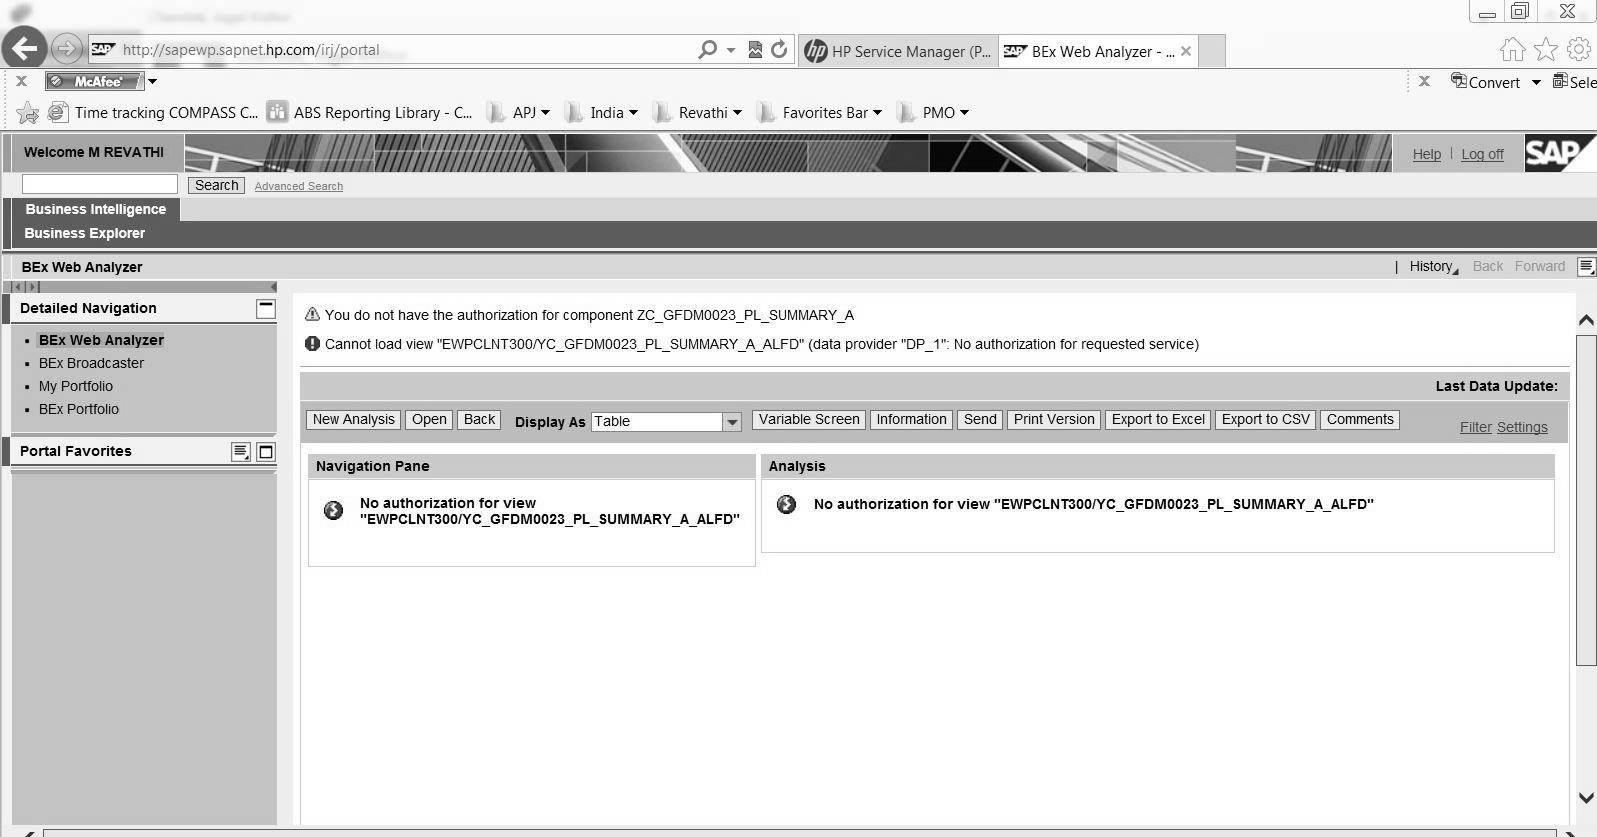 SAP http://sapewp.sapnet.hp.com/irj/portal
hp HP Service Manager (P...
SAP BEx Web Analyzer - ...
McAfee
Convert
Sele
Time tracking COMPASS C...
ABS Reporting Library - C...
APJ
India
Revathi
Favorites Bar
PMO
Welcome M REVATHI
Help | Log off
SAP
Search
Advanced Search
Business Intelligence
Business Explorer
BEx Web Analyzer
| History
Back
Forward
Detailed Navigation
BEx Web Analyzer
BEx Broadcaster
My Portfolio
BEx Portfolio
Portal Favorites
You do not have the authorization for component ZC_GFDM0023_PL_SUMMARY_A
Cannot load view "EWPCLNT300/YC_GFDM0023_PL_SUMMARY_A_ALFD" (data provider "DP_1": No authorization for requested service)
Last Data Update:
New Analysis
Open
Back
Display As
Table
Variable Screen
Information
Send
Print Version
Export to Excel
Export to CSV
Comments
Filter
Settings
Navigation Pane
No authorization for view
"EWPCLNT300/YC_GFDM0023_PL_SUMMARY_A_ALFD"
Analysis
No authorization for view "EWPCLNT300/YC_GFDM0023_PL_SUMMARY_A_ALFD"